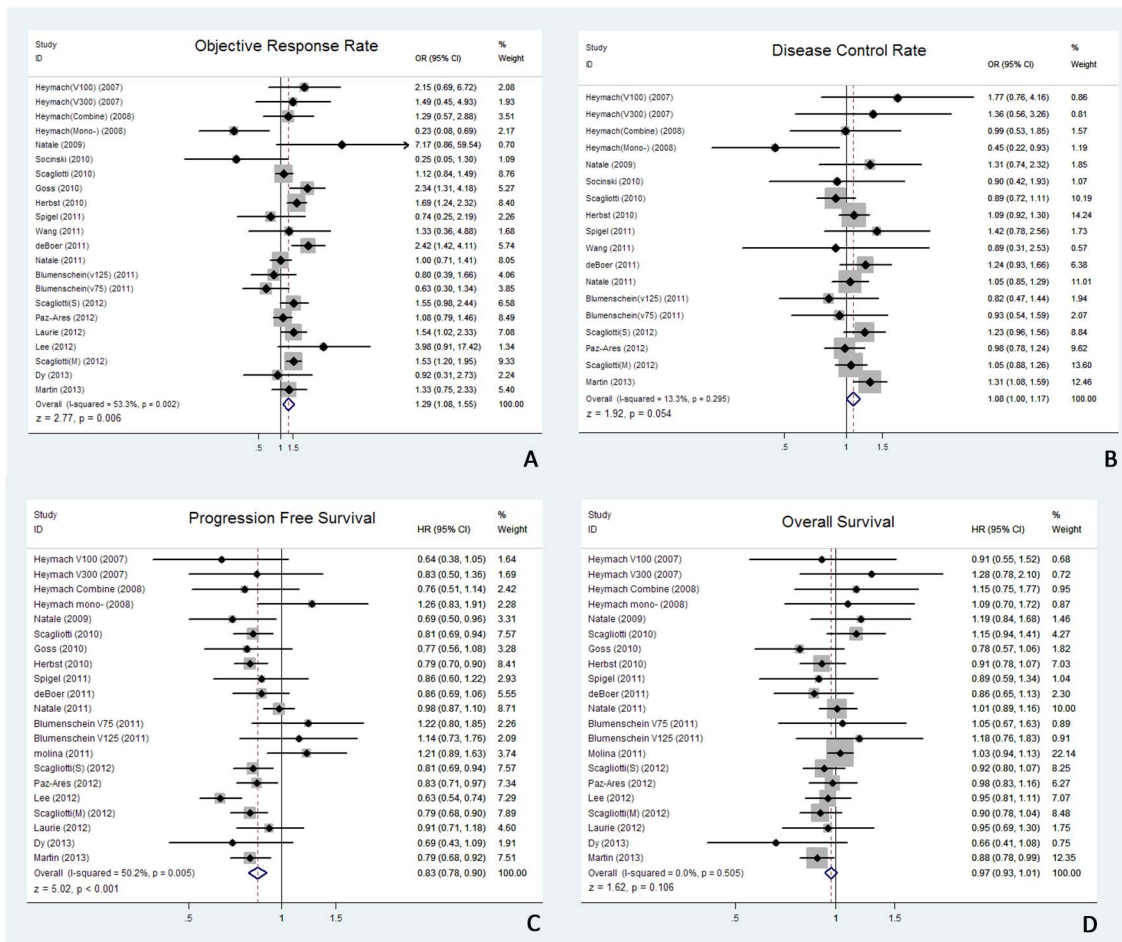 Study
ID
Objective Response Rate
OR (95% CI)
%
Weight
Heymach(V100) (2007) 2.15 (0.69, 6.72) 2.08
Heymach(V300) (2007) 1.49 (0.45, 4.93) 1.93
Heymach(Combine) (2008) 1.29 (0.57, 2.88) 3.51
Heymach(Mono-) (2008) 0.23 (0.08, 0.69) 2.17
Natale (2009) 7.17 (0.86, 59.54) 0.70
Socinski (2010) 0.25 (0.05, 1.30) 1.09
Scagliotti (2010) 1.12 (0.84, 1.49) 8.76
Goss (2010) 2.34 (1.31, 4.18) 5.27
Herbst (2010) 1.69 (1.24, 2.32) 8.40
Spigel (2011) 0.74 (0.25, 2.19) 2.26
Wang (2011) 1.33 (0.36, 4.88) 1.68
deBoer (2011) 2.42 (1.42, 4.11) 5.74
Natale (2011) 1.00 (0.71, 1.41) 8.05
Blumenschein(v125) (2011) 0.80 (0.39, 1.66) 4.06
Blumenschein(v75) (2011) 0.63 (0.30, 1.34) 3.85
Scagliotti(S) (2012) 1.55 (0.98, 2.44) 6.58
Paz-Ares (2012) 1.08 (0.79, 1.46) 8.49
Laurie (2012) 1.54 (1.02, 2.33) 7.08
Lee (2012) 3.98 (0.91, 17.42) 1.34
Scagliotti(M) (2012) 1.53 (1.20, 1.95) 9.33
Dy (2013) 0.92 (0.31, 2.73) 2.24
Martin (2013) 1.33 (0.75, 2.33) 5.40
Overall (I-squared = 53.3%, p = 0.002) 1.29 (1.08, 1.55) 100.00
z = 2.77, p = 0.006
.5 1 1.5
A
Study
ID
Disease Control Rate
OR (95% CI)
%
Weight
Heymach(V100) (2007) 1.77 (0.76, 4.16) 0.86
Heymach(V300) (2007) 1.36 (0.56, 3.26) 0.81
Heymach(Combine) (2008) 0.99 (0.53, 1.85) 1.57
Heymach(Mono-) (2008) 0.45 (0.22, 0.93) 1.19
Natale (2009) 1.31 (0.74, 2.32) 1.85
Socinski (2010) 0.90 (0.42, 1.93) 1.07
Scagliotti (2010) 0.89 (0.72, 1.11) 10.19
Herbst (2010) 1.09 (0.92, 1.30) 14.24
Spigel (2011) 1.42 (0.78, 2.56) 1.73
Wang (2011) 0.89 (0.31, 2.53) 0.57
deBoer (2011) 1.24 (0.93, 1.66) 6.38
Natale (2011) 1.05 (0.85, 1.29) 11.01
Blumenschein(v125) (2011) 0.82 (0.47, 1.44) 1.94
Blumenschein(v75) (2011) 0.93 (0.54, 1.59) 2.07
Scagliotti(S) (2012) 1.23 (0.96, 1.56) 8.84
Paz-Ares (2012) 0.98 (0.78, 1.24) 9.62
Scagliotti(M) (2012) 1.05 (0.88, 1.26) 13.60
Martin (2013) 1.31 (1.08, 1.59) 12.46
Overall (I-squared = 13.3%, p = 0.295) 1.08 (1.00, 1.17) 100.00
z = 1.92, p = 0.054
.5 1 1.5
B
Study
ID
Progression Free Survival
HR (95% CI)
%
Weight
Heymach V100 (2007) 0.64 (0.38, 1.05) 1.64
Heymach V300 (2007) 0.83 (0.50, 1.36) 1.69
Heymach Combine (2008) 0.76 (0.51, 1.14) 2.42
Heymach mono- (2008) 1.26 (0.83, 1.91) 2.28
Natale (2009) 0.69 (0.50, 0.96) 3.31
Scagliotti (2010) 0.81 (0.69, 0.94) 7.57
Goss (2010) 0.77 (0.56, 1.08) 3.28
Herbst (2010) 0.79 (0.70, 0.90) 8.41
Spigel (2011) 0.86 (0.60, 1.22) 2.93
deBoer (2011) 0.86 (0.69, 1.06) 5.55
Natale (2011) 0.98 (0.87, 1.10) 8.71
Blumenschein V75 (2011) 1.22 (0.80, 1.85) 2.26
Blumenschein V125 (2011) 1.14 (0.73, 1.76) 2.09
molina (2011) 1.21 (0.89, 1.63) 3.74
Scagliotti(S) (2012) 0.81 (0.69, 0.94) 7.57
Paz-Ares (2012) 0.83 (0.71, 0.97) 7.34
Lee (2012) 0.63 (0.54, 0.74) 7.29
Scagliotti(M) (2012) 0.79 (0.68, 0.90) 7.89
Laurie (2012) 0.91 (0.71, 1.18) 4.60
Dy (2013) 0.69 (0.43, 1.09) 1.91
Martin (2013) 0.79 (0.68, 0.92) 7.51
Overall (I-squared = 50.2%, p = 0.005) 0.83 (0.78, 0.90) 100.00
z = 5.02, p < 0.001
.5 1 1.5
C
Study
ID
Overall Survival
HR (95% CI)
%
Weight
Heymach V100 (2007) 0.91 (0.55, 1.52) 0.68
Heymach V300 (2007) 1.28 (0.78, 2.10) 0.72
Heymach Combine (2008) 1.15 (0.75, 1.77) 0.95
Heymach mono- (2008) 1.09 (0.70, 1.72) 0.87
Natale (2009) 1.19 (0.84, 1.68) 1.46
Scagliotti (2010) 1.15 (0.94, 1.41) 4.27
Goss (2010) 0.78 (0.57, 1.06) 1.82
Herbst (2010) 0.91 (0.78, 1.07) 7.03
Spigel (2011) 0.89 (0.59, 1.34) 1.04
deBoer (2011) 0.86 (0.65, 1.13) 2.30
Natale (2011) 1.01 (0.89, 1.16) 10.00
Blumenschein V75 (2011) 1.05 (0.67, 1.63) 0.89
Blumenschein V125 (2011) 1.18 (0.76, 1.83) 0.91
Molina (2011) 1.03 (0.94, 1.13) 22.14
Scagliotti(S) (2012) 0.92 (0.80, 1.07) 8.25
Paz-Ares (2012) 0.98 (0.83, 1.16) 6.27
Lee (2012) 0.95 (0.81, 1.11) 7.07
Scagliotti(M) (2012) 0.90 (0.78, 1.04) 8.48
Laurie (2012) 0.95 (0.69, 1.30) 1.75
Dy (2013) 0.66 (0.41, 1.08) 0.75
Martin (2013) 0.88 (0.78, 0.99) 12.35
Overall (I-squared = 0.0%, p = 0.505) 0.97 (0.93, 1.01) 100.00
z = 1.62, p = 0.106
.5 1 1.5
D